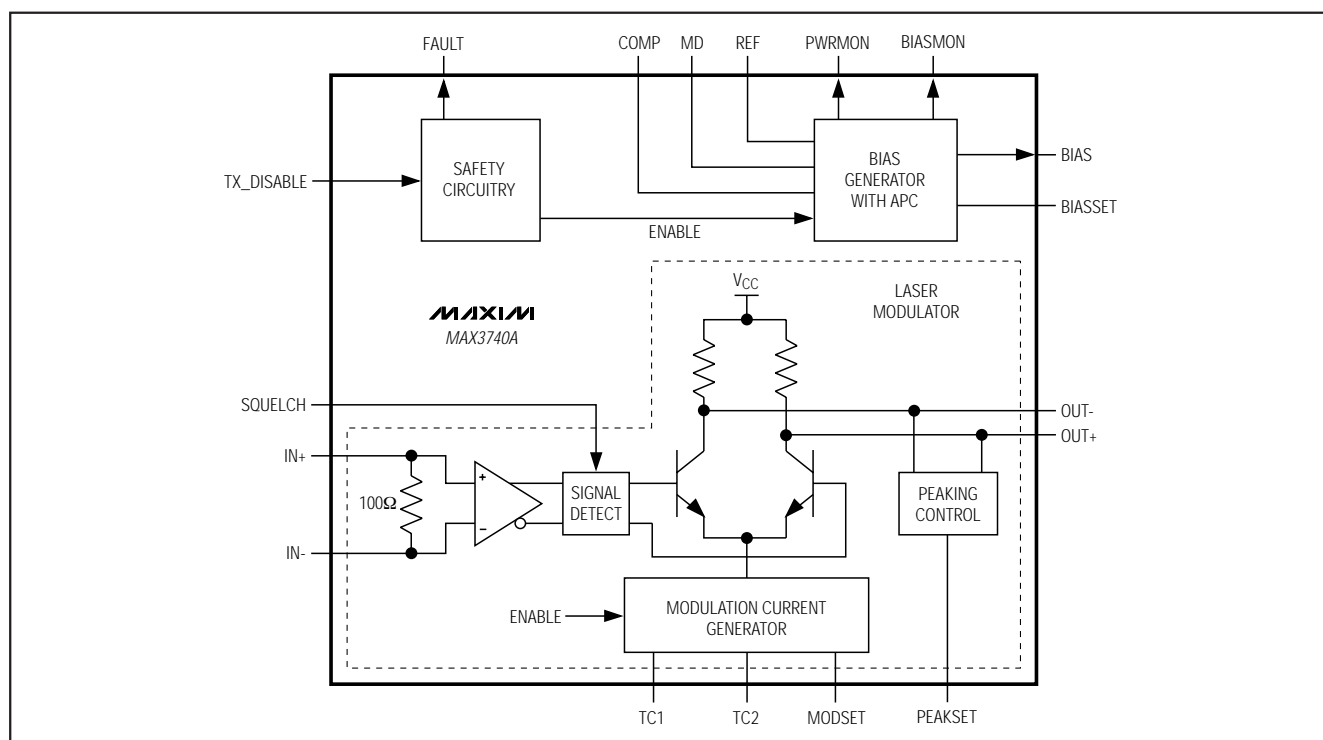 FAULT
COMP
MD
REF
PWRMON
BIASMON
TX_DISABLE
SAFETY
CIRCUITRY
BIAS
GENERATOR
WITH APC
BIAS
BIASSET
ENABLE
VCC
LASER
MODULATOR
MAXIM
MAX3740A
SQUELCH
OUT-
OUT+
IN+
100Ω
IN-
+
-
SIGNAL
DETECT
PEAKING
CONTROL
ENABLE
MODULATION CURRENT
GENERATOR
TC1
TC2
MODSET
PEAKSET